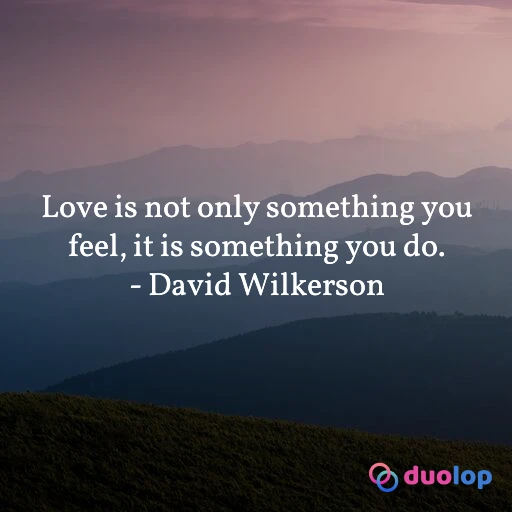 Love is not only something you
feel, it is something you do.
- David Wilkerson
duolop